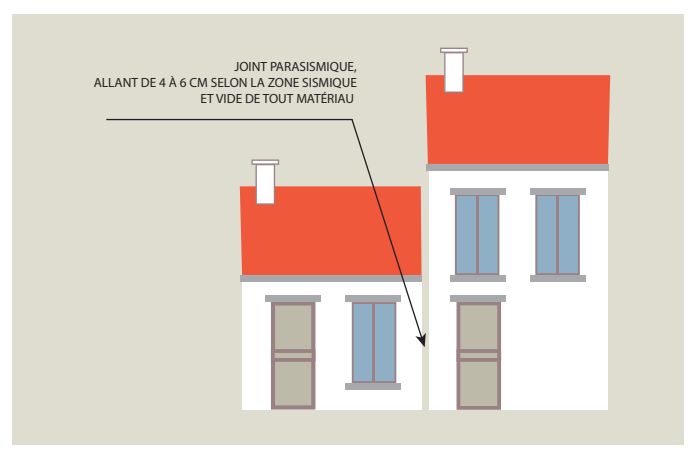 JOINT PARASISMIQUE,
ALLANT DE 4 À 6 CM SELON LA ZONE SISMIQUE
ET VIDE DE TOUT MATÉRIAU